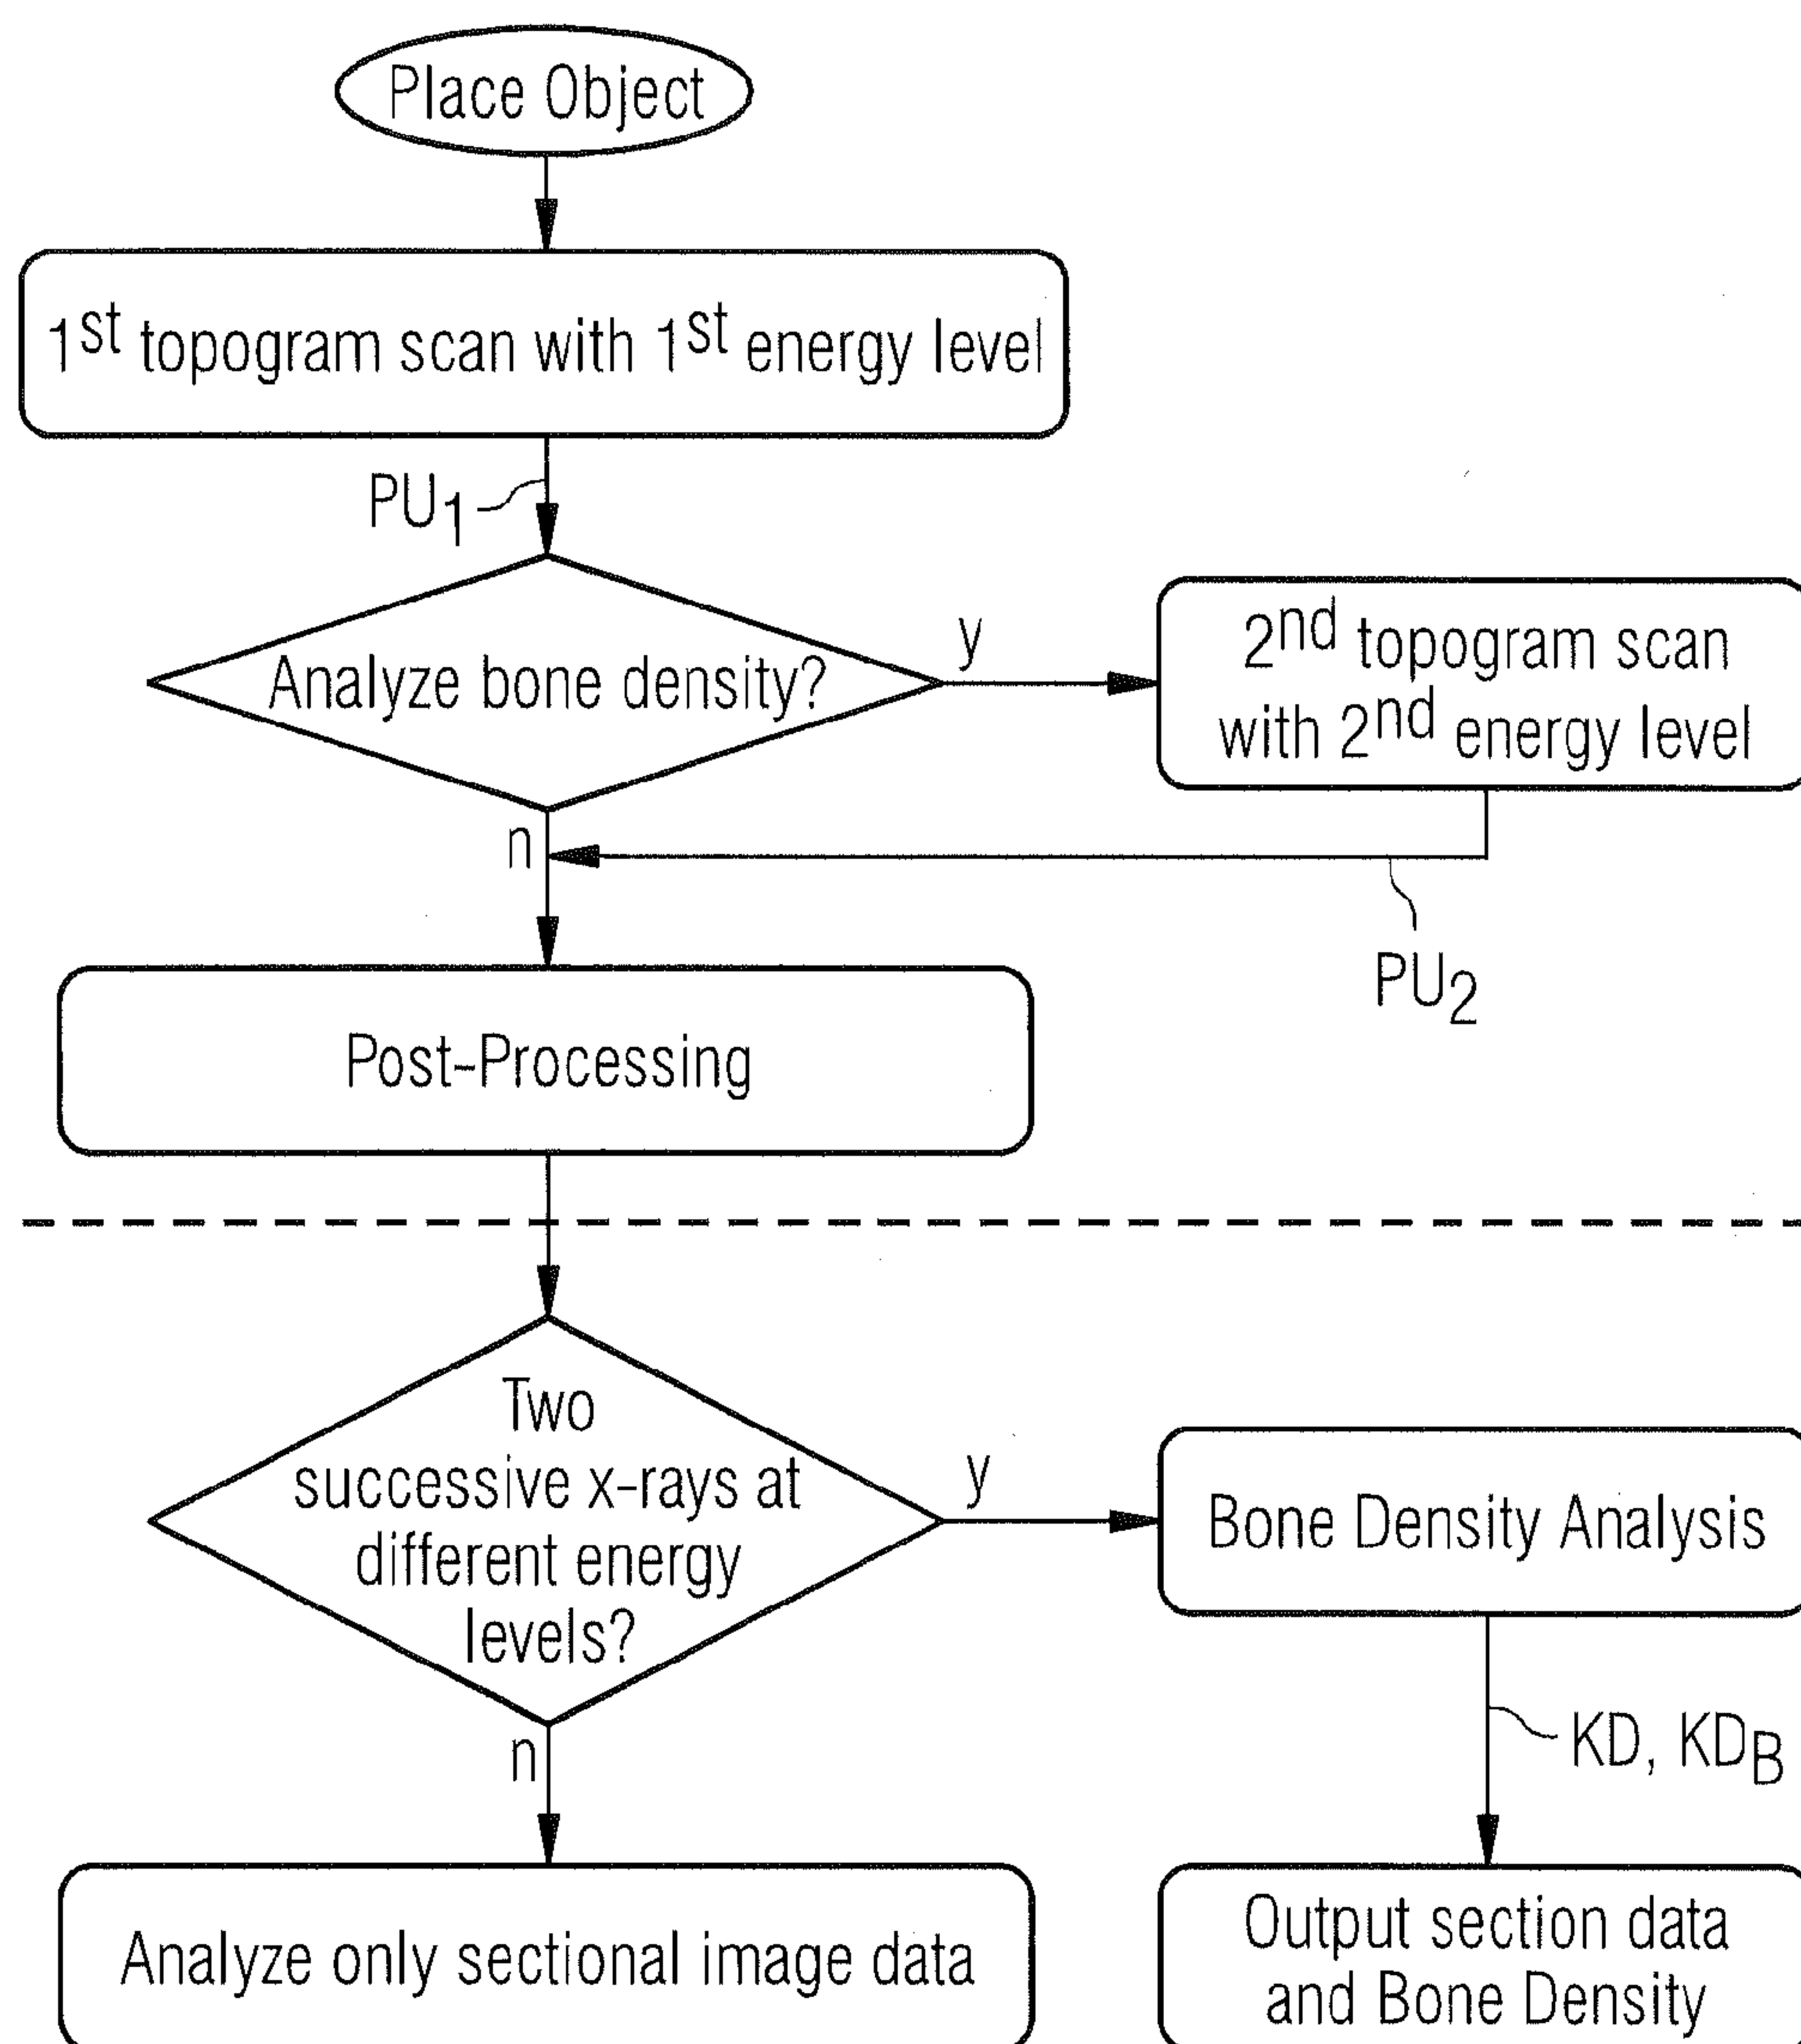 Place Object
1st topogram scan with 1st energy level
PU1
Analyze bone density?
y
2nd topogram scan
with 2nd energy level
n
PU2
Post-Processing
Two
successive x-rays at
different energy
levels?
y
Bone Density Analysis
n
KD, KDB
Analyze only sectional image data
Output section data
and Bone Density